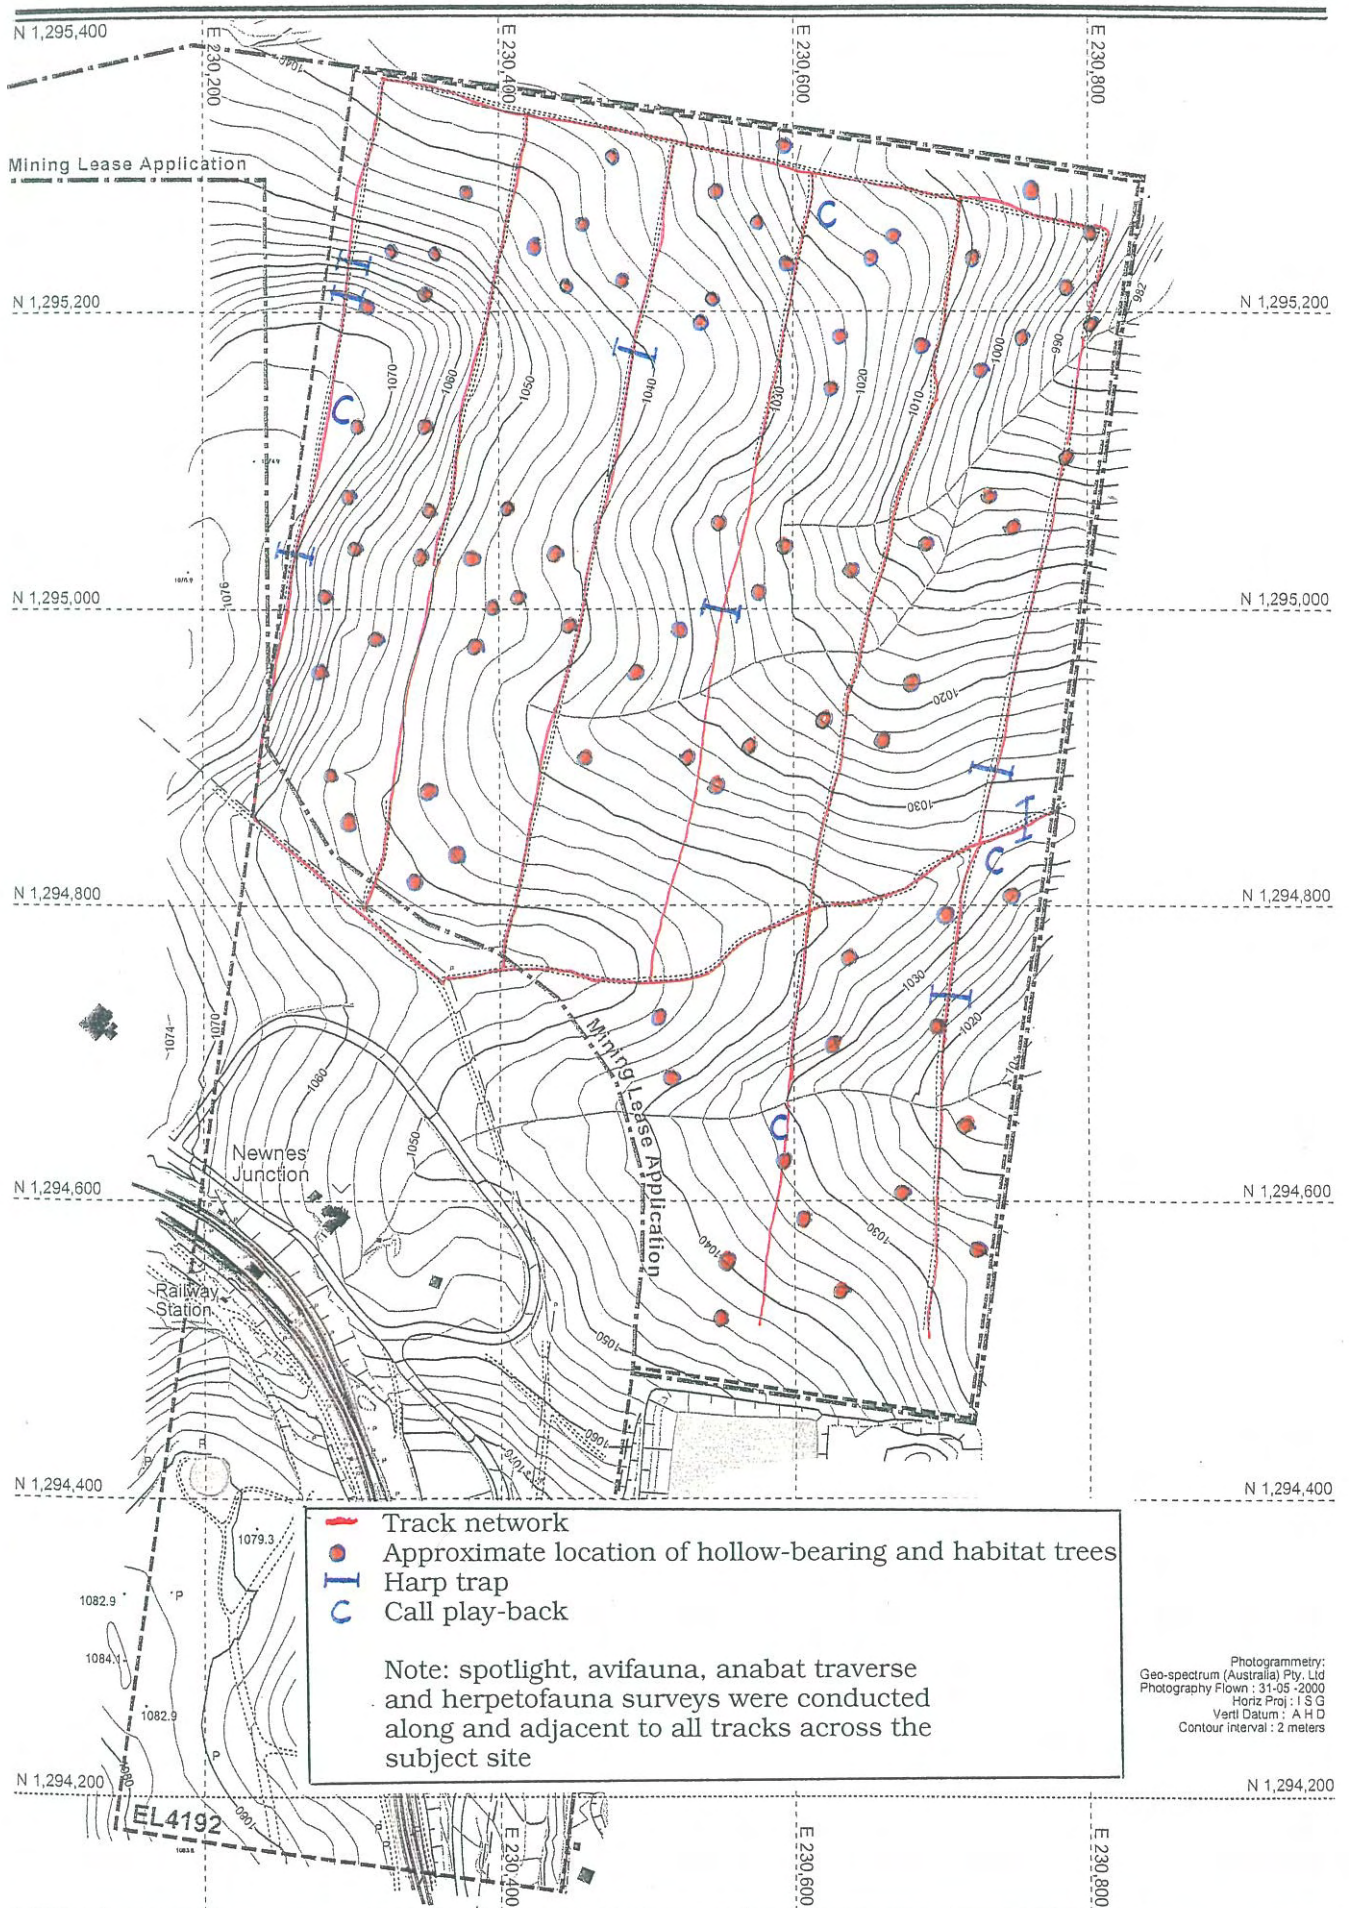 N 1,295,400
E 230,200
E 230,400
E 230,600
E 230,800
1040
Mining Lease Application
982
N 1,295,200
N 1,295,200
1070
1060
1050
1040
1030
1020
1010
1000
990
1076
N 1,295,000
N 1,295,000
1020
1030
N 1,294,800
N 1,294,800
1074
1070
1060
1050
1030
1020
Mining Lease Application
Newnes
Junction
N 1,294,600
N 1,294,600
1040
1030
Railway
Station
1050
1060
1070
P
P
N 1,294,400
N 1,294,400
1079.3
1082.9
P
1084.1
1082.9
P
1080
1080
Track network
Approximate location of hollow-bearing and habitat trees
Harp trap
C Call play-back
Note: spotlight, avifauna, anabat traverse
and herpetofauna surveys were conducted
along and adjacent to all tracks across the
subject site
Photogrammetry:
Geo-spectrum (Australia) Pty. Ltd
Photography Flown : 31-05 -2000
Horiz Proj : I S G
Vertl Datum : A H D
Contour interval : 2 meters
N 1,294,200
N 1,294,200
EL4192
E 230,400
E 230,600
E 230,800